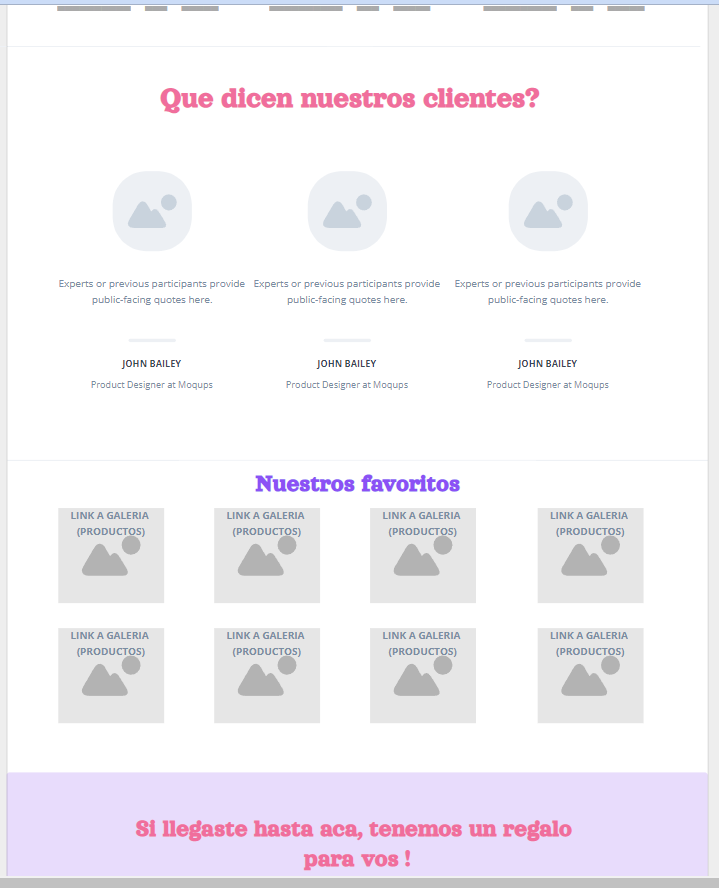 Que dicen nuestros clientes?
Experts or previous participants provide
public-facing quotes here.
Experts or previous participants provide
public-facing quotes here.
Experts or previous participants provide
public-facing quotes here.
JOHN BAILEY
JOHN BAILEY
JOHN BAILEY
Product Designer at Moqups
Product Designer at Moqups
Product Designer at Moqups
Nuestros favoritos
LINK A GALERIA
(PRODUCTOS)
LINK A GALERIA
(PRODUCTOS)
LINK A GALERIA
(PRODUCTOS)
LINK A GALERIA
(PRODUCTOS)
LINK A GALERIA
(PRODUCTOS)
LINK A GALERIA
(PRODUCTOS)
LINK A GALERIA
(PRODUCTOS)
LINK A GALERIA
(PRODUCTOS)
Si llegaste hasta aca, tenemos un regalo
para vos !